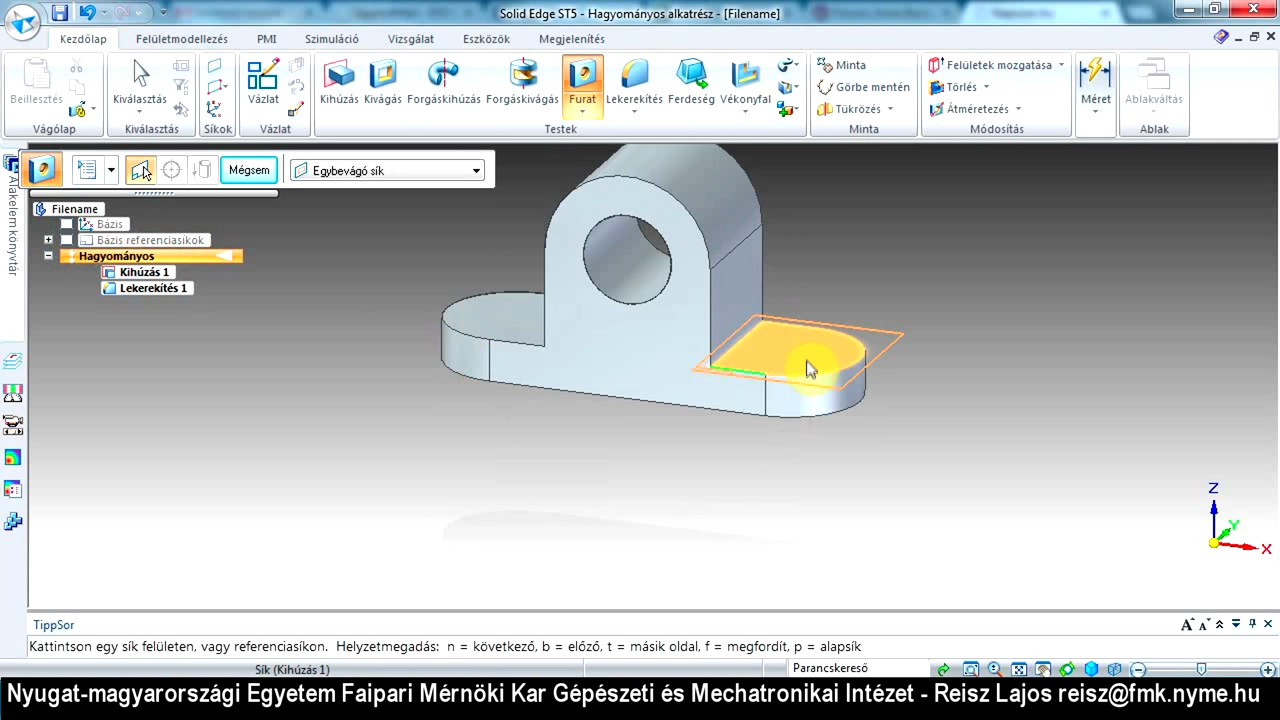 Solid Edge ST5 - Hagyományos alkatrész - [Filename]
Kezdőlap Felületmodellezés PMI Szimuláció Vizsgálat Eszközök Megjelenítés
Beillesztés Kiválasztás Vázlat Kihúzás Kivágás Forgáskihúzás Forgáskivágás Furat Lekerekítés Ferdeség Vékonyfal Minta Görbe mentén Tükrözés Felületek mozgatása Törlés Átméretezés Méret Ablakváltás
Vágólap Kiválasztás Síkok Vázlat Testek Minta Módosítás Ablak
Mégsem Egybevágó sík
Alakelem könyvtár
Filename
Bázis
Bázis referenciasíkok
Hagyományos
Kihúzás 1
Lekerekítés 1
Z
Y
X
TippSor
Kattintson egy sík felületen, vagy referenciasíkon. Helyzetmegadás: n = következő, b = előző, t = másik oldal, f = megfordít, p = alapsík
Sík (Kihúzás 1) Parancskereső
Nyugat-magyarországi Egyetem Faipari Mérnöki Kar Gépészeti és Mechatronikai Intézet - Reisz Lajos reisz@fmk.nyme.hu